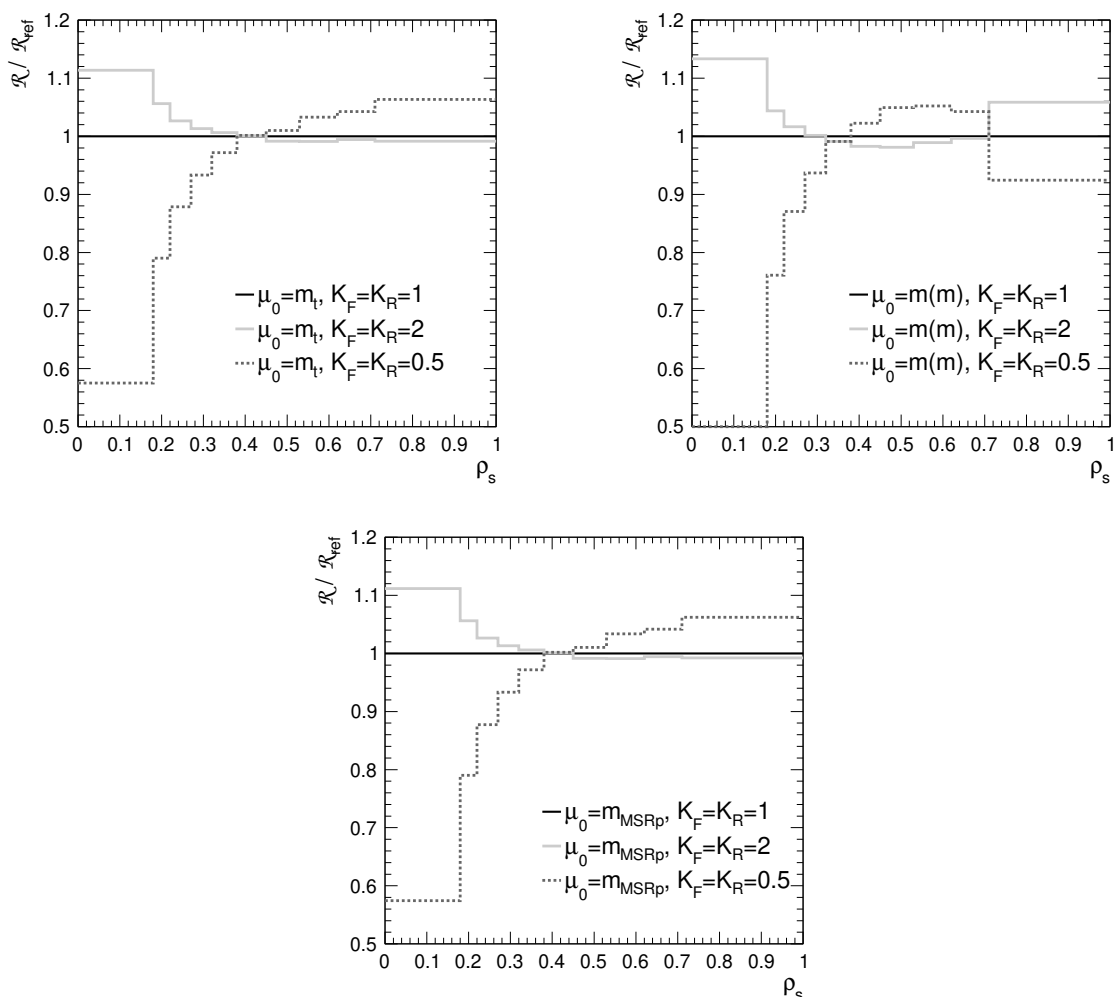 ℛ/ ℛref
1.2
1.1
1
0.9
0.8
0.7
0.6
0.5
0 0.1 0.2 0.3 0.4 0.5 0.6 0.7 0.8 0.9 1
ρs
μ0=mt, KF=KR=1
μ0=mt, KF=KR=2
μ0=mt, KF=KR=0.5
ℛ/ ℛref
1.2
1.1
1
0.9
0.8
0.7
0.6
0.5
0 0.1 0.2 0.3 0.4 0.5 0.6 0.7 0.8 0.9 1
ρs
μ0=m(m), KF=KR=1
μ0=m(m), KF=KR=2
μ0=m(m), KF=KR=0.5
ℛ/ ℛref
1.2
1.1
1
0.9
0.8
0.7
0.6
0.5
0 0.1 0.2 0.3 0.4 0.5 0.6 0.7 0.8 0.9 1
ρs
μ0=mMSRp, KF=KR=1
μ0=mMSRp, KF=KR=2
μ0=mMSRp, KF=KR=0.5